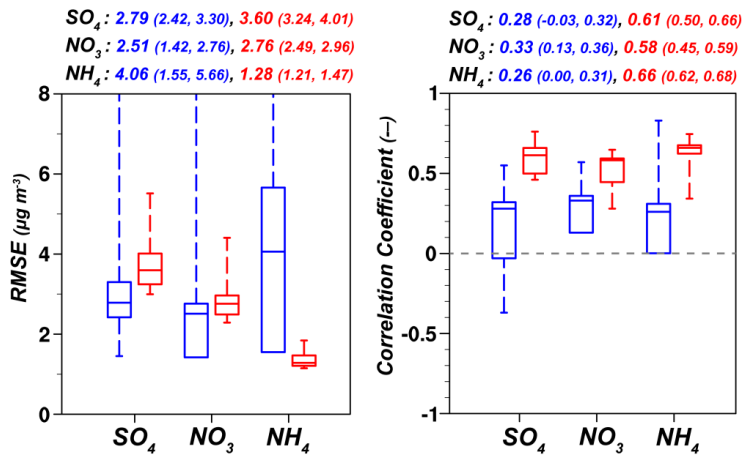 SO4 : 2.79 (2.42, 3.30), 3.60 (3.24, 4.01)
NO3 : 2.51 (1.42, 2.76), 2.76 (2.49, 2.96)
NH4 : 4.06 (1.55, 5.66), 1.28 (1.21, 1.47)
8
6
4
2
0
RMSE (µg m-3)
SO4 NO3 NH4
SO4 : 0.28 (-0.03, 0.32), 0.61 (0.50, 0.66)
NO3 : 0.33 (0.13, 0.36), 0.58 (0.45, 0.59)
NH4 : 0.26 (0.00, 0.31), 0.66 (0.62, 0.68)
1
0.5
0
-0.5
-1
Correlation Coefficient (---)
SO4 NO3 NH4